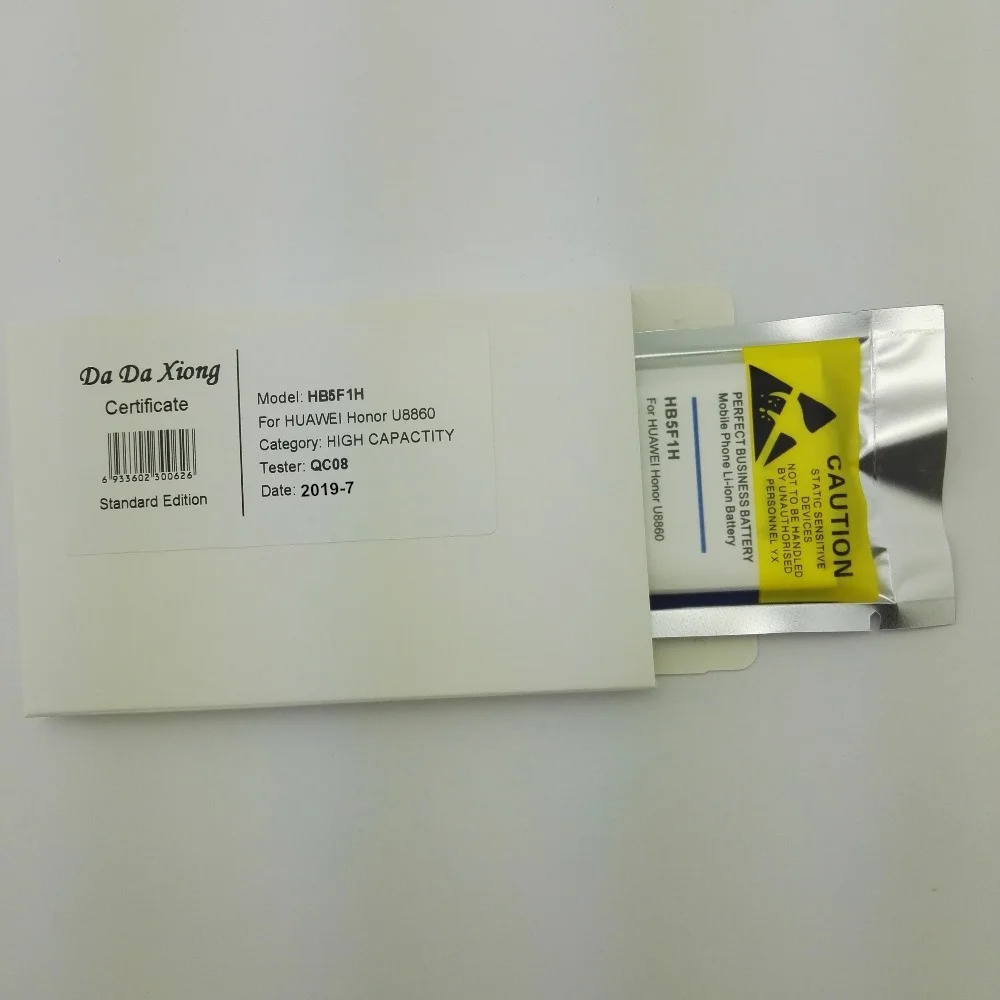 Da Da Xiong
Certificate
6 933602 300626
Standard Edition
Model: HB5F1H
For HUAWEI Honor U8860
Category: HIGH CAPACTITY
Tester: QC08
Date: 2019-7
HB5F1H
For HUAWEI Honor U8860
PERFECT BUSINESS BATTERY
Mobile Phone Li-ion Battery
CAUTION
STATIC SENSITIVE
DEVICES
NOT TO BE HANDLED
BY UNAUTHORISED
PERSONNEL YX